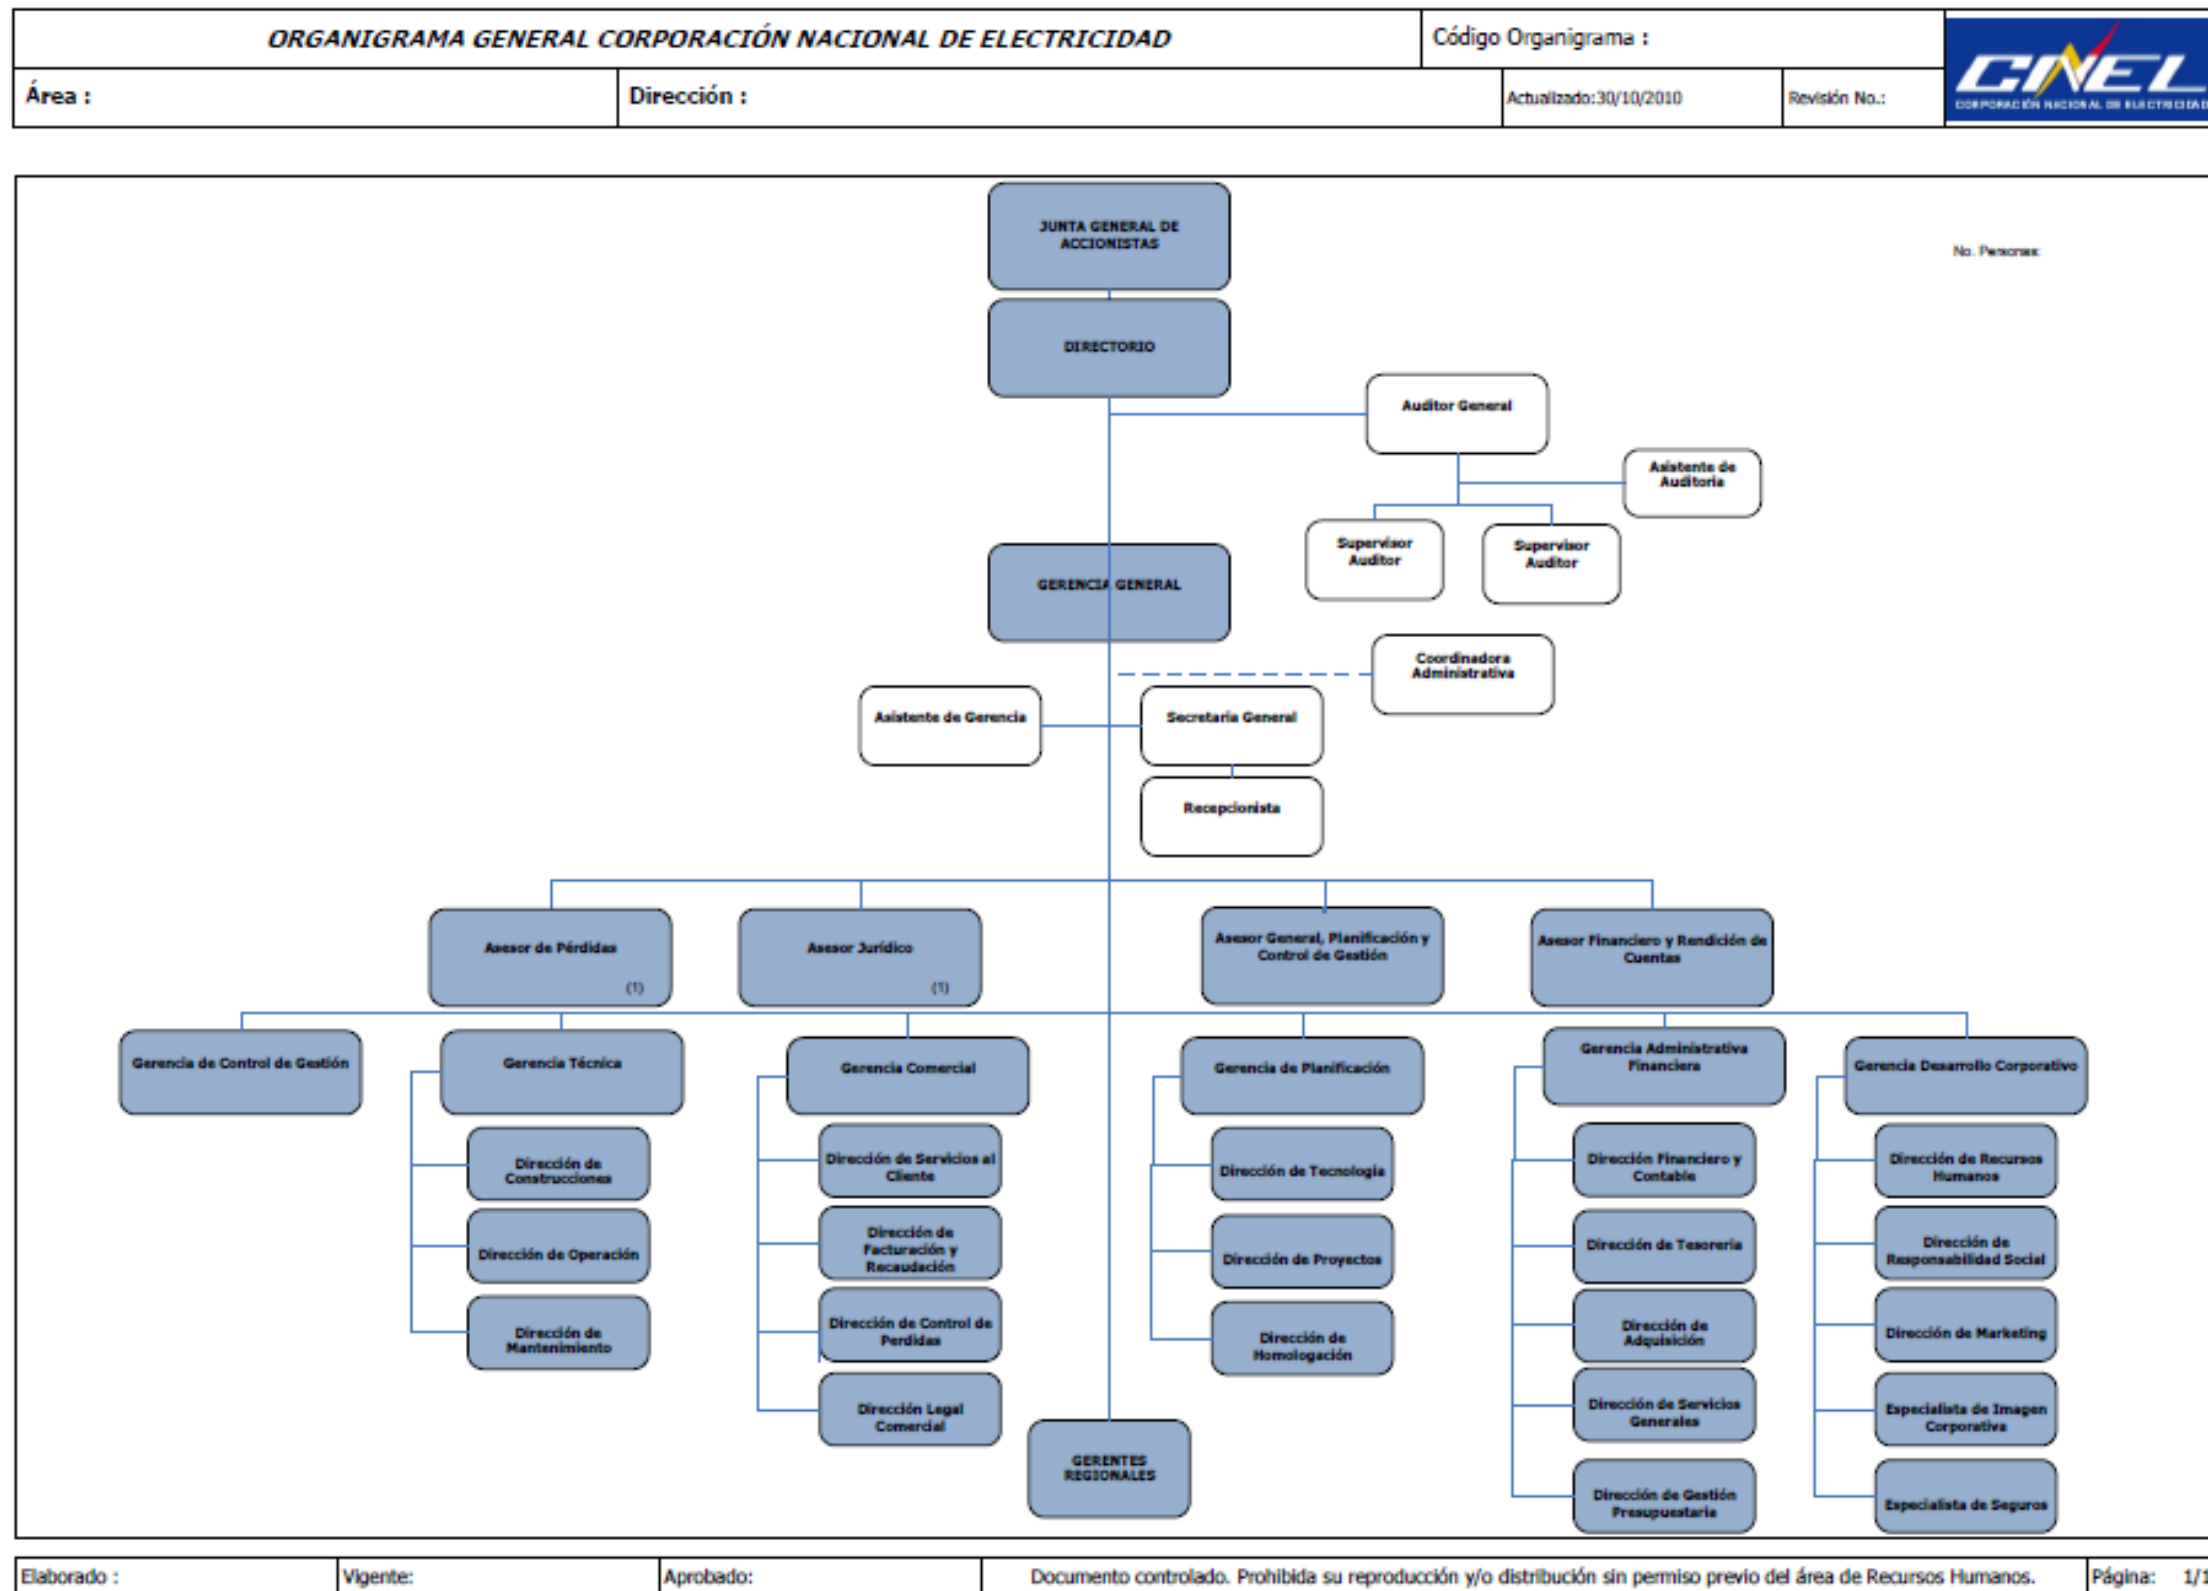 ORGANIGRAMA GENERAL CORPORACIÓN NACIONAL DE ELECTRICIDAD
Código Organigrama :
CNEL
CORPORACIÓN NACIONAL DE ELECTRICIDAD
Área :
Dirección :
Actualizado:30/10/2010
Revisión No.:
JUNTA GENERAL DE
ACCIONISTAS
No. Personas:
DIRECTORIO
Auditor General
Asistente de
Auditoria
Supervisor
Auditor
Supervisor
Auditor
GERENCIA GENERAL
Coordinadora
Administrativa
Asistente de Gerencia
Secretaria General
Recepcionista
Asesor de Pérdidas
(1)
Asesor Jurídico
(1)
Asesor General, Planificación y
Control de Gestión
Asesor Financiero y Rendición de
Cuentas
Gerencia de Control de Gestión
Gerencia Técnica
Gerencia Comercial
Gerencia de Planificación
Gerencia Administrativa
Financiera
Gerencia Desarrollo Corporativo
Dirección de
Construcciones
Dirección de Operación
Dirección de
Mantenimiento
Dirección de Servicios al
Cliente
Dirección de
Facturación y
Recaudación
Dirección de Control de
Perdidas
Dirección Legal
Comercial
Dirección de Tecnologia
Dirección de Proyectos
Dirección de
Homologación
Dirección Financiero y
Contable
Dirección de Tesoreria
Dirección de
Adquisición
Dirección de Servicios
Generales
Dirección de Gestión
Presupuestaria
Dirección de Recursos
Humanos
Dirección de
Responsabilidad Social
Dirección de Marketing
Especialista de Imagen
Corporativa
Especialista de Seguros
GERENTES
REGIONALES
Elaborado :
Vigente:
Aprobado:
Documento controlado. Prohibida su reproducción y/o distribución sin permiso previo del área de Recursos Humanos.
Página: 1/1